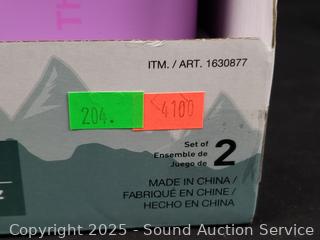 Th
ITM. / ART. 1630877
204.
4100
Set of
Ensemble de
Juego de
2
MADE IN CHINA /
FABRIQUÉ EN CHINE /
HECHO EN CHINA
z
Copyright © 2025 - Sound Auction Service